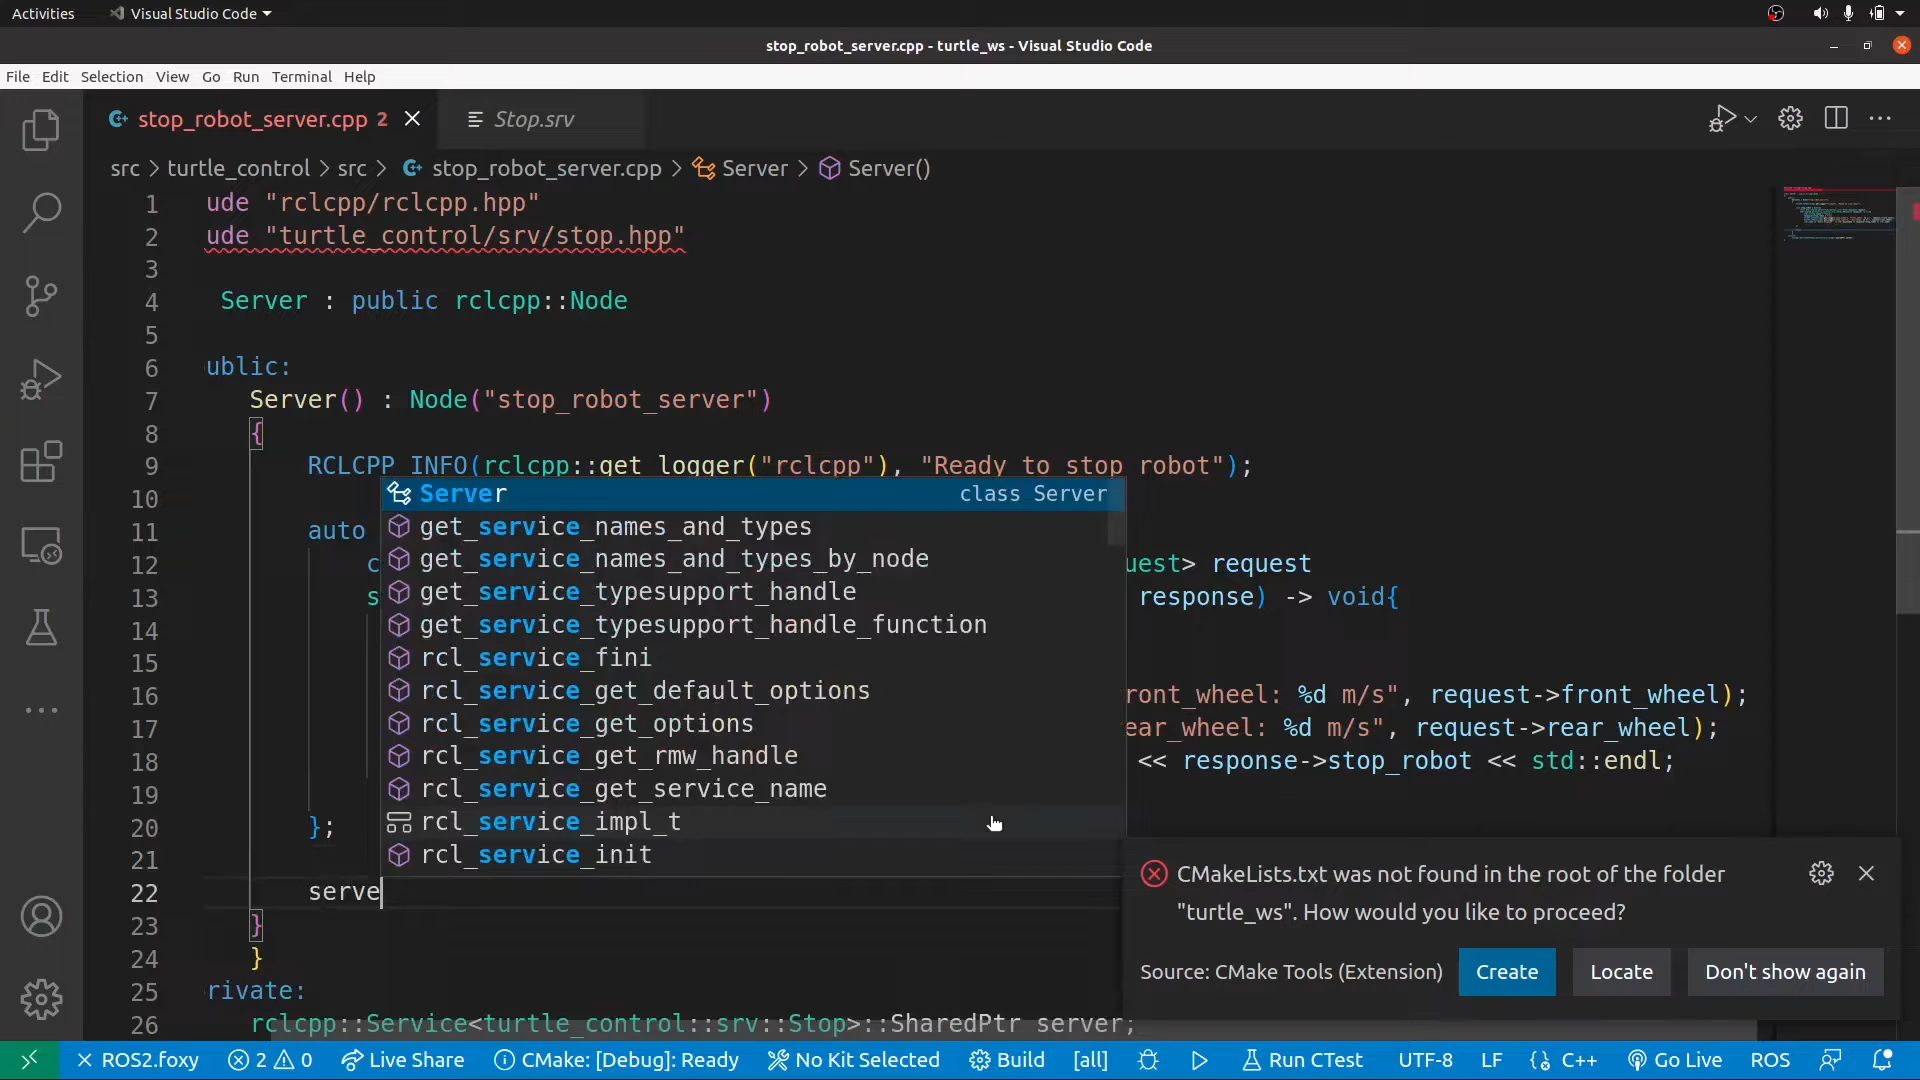 Activities
Visual Studio Code
stop_robot_server.cpp - turtle_ws - Visual Studio Code
File Edit Selection View Go Run Terminal Help
stop_robot_server.cpp 2
Stop.srv
src > turtle_control > src > stop_robot_server.cpp > Server > Server()
1 ude "rclcpp/rclcpp.hpp"
2 ude "turtle_control/srv/stop.hpp"
3
4 Server : public rclcpp::Node
5
6 ublic:
7 Server() : Node("stop_robot_server")
8 {
9 RCLCPP_INFO(rclcpp::get_logger("rclcpp"), "Ready to stop robot");
10
Server class Server
get_service_names_and_types
11 auto
get_service_names_and_types_by_node
12 c uest> request
get_service_typesupport_handle
13 s response) -> void{
get_service_typesupport_handle_function
14
rcl_service_fini
15
rcl_service_get_default_options
16 ront_wheel: %d m/s", request->front_wheel);
rcl_service_get_options
17 ear_wheel: %d m/s", request->rear_wheel);
rcl_service_get_rmw_handle
18 << response->stop_robot << std::endl;
rcl_service_get_service_name
19
rcl_service_impl_t
20 };
rcl_service_init
21
22 serve
23 }
24 }
25 rivate:
26 rclcpp::Service<turtle_control::srv::Stop>::SharedPtr server;
CMakeLists.txt was not found in the root of the folder
"turtle_ws". How would you like to proceed?
Source: CMake Tools (Extension) Create Locate Don't show again
ROS2.foxy 2 0 Live Share CMake: [Debug]: Ready No Kit Selected Build [all] Run CTest UTF-8 LF {} C++ Go Live ROS